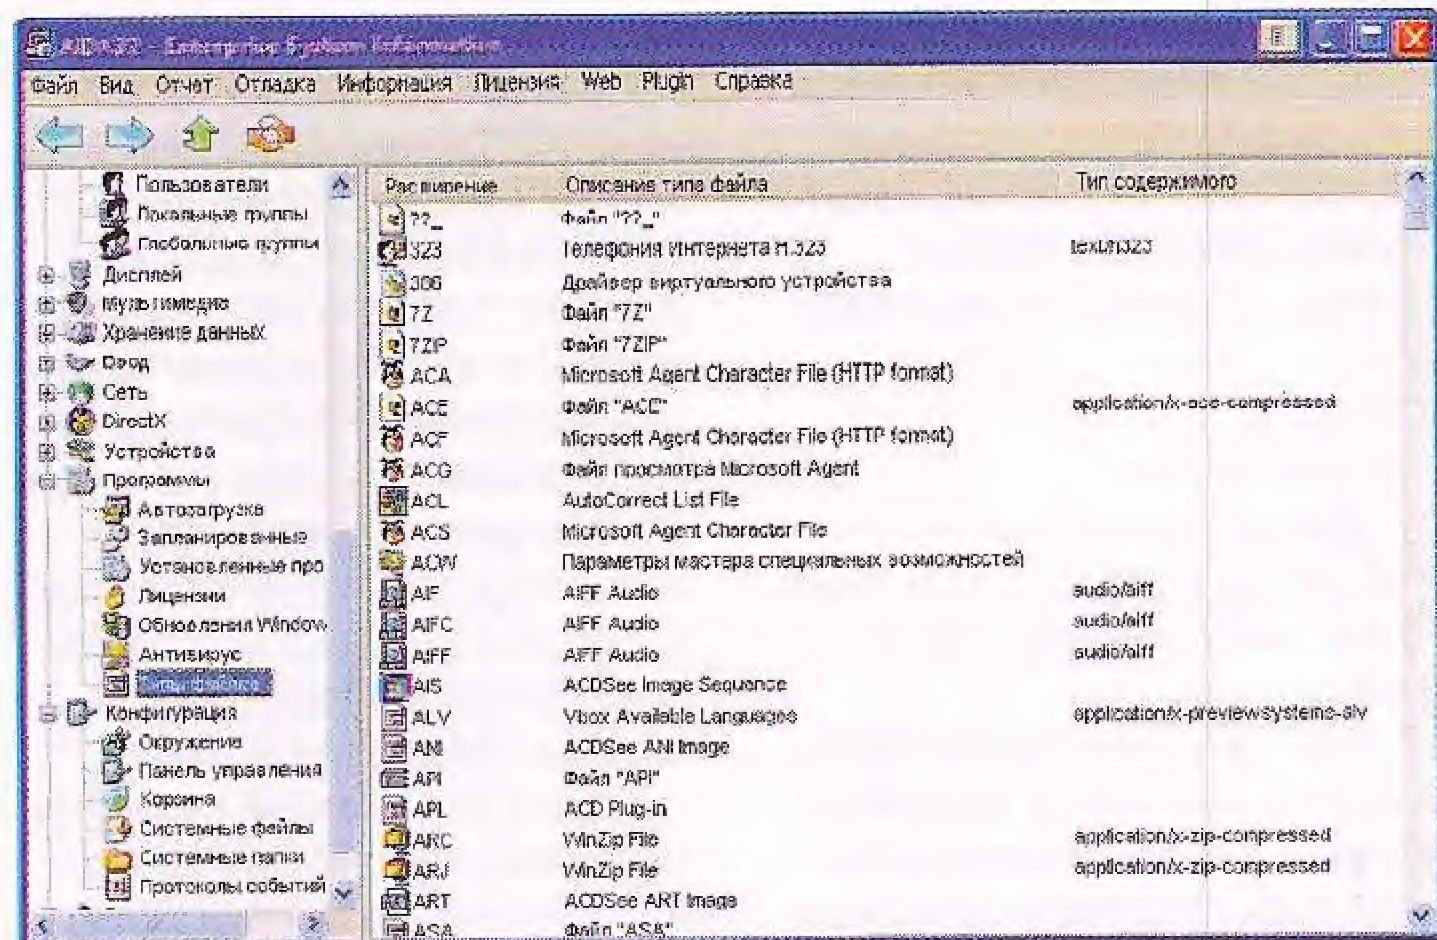 AIDA32 - Enterprise System Information
Файл Вид Отчет Отладка Информация Лицензия Web Plugin Справка
Пользователи
Локальные группы
Глобальные группы
Дисплей
Мультимедиа
Хранение данных
Ввод
Сеть
DirectX
Устройства
Программы
Автозагрузка
Запланированные
Установленные про
Лицензии
Обновления Window
Антивирус
Типы файлов
Конфигурация
Окружение
Панель управления
Корзина
Системные файлы
Системные папки
Протоколы событий
Расширение Описание типа файла Тип содержимого
??_ Файл "??_"
323 Телефония Интернета H.323 text/h323
386 Драйвер виртуального устройства
7Z Файл "7Z"
7ZIP Файл "7ZIP"
ACA Microsoft Agent Character File (HTTP format)
ACE Файл "ACE" application/x-ace-compressed
ACF Microsoft Agent Character File (HTTP format)
ACG Файл просмотра Microsoft Agent
ACL AutoCorrect List File
ACS Microsoft Agent Character File
ACW Параметры мастера специальных возможностей
AIF AIFF Audio audio/aiff
AIFC AIFF Audio audio/aiff
AIFF AIFF Audio audio/aiff
AIS ACDSee Image Sequence
ALV Vbox Available Languages application/x-previewsystems-alv
ANI ACDSee ANI Image
API Файл "API"
APL ACD Plug-in
ARC WinZip File application/x-zip-compressed
ARJ WinZip File application/x-zip-compressed
ART ACDSee ART Image
ASA Файл "ASA"